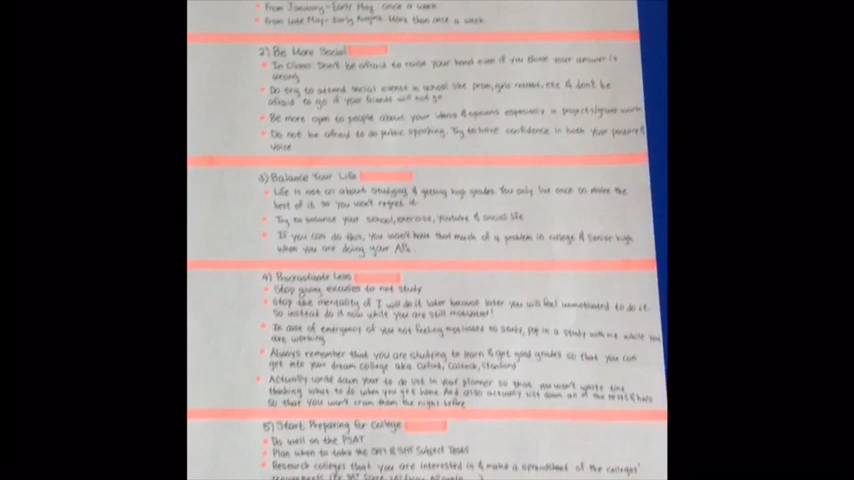 From January - Early May once a week
From Late May - Early August More than once a week
2) Be More Social
In Class: Don't be afraid to raise your hand even if you think your answer is
wrong
Do try to attend social events in school like prom, girls retreat, etc & don't be
afraid to go if your friends will not go
Be more open to people about your ideas & opinions especially in projects/group work
Do not be afraid to do public speaking. Try to have confidence in both your posture &
voice
3) Balance Your Life
Life is not all about studying & getting high grades. You only live once so make the
best of it so you won't regret it
Try to balance your school, exercise, youtube & social life
If you can do this, you won't have that much of a problem in college & senior high
when you are doing your APs.
4) Procrastinate Less
Stop giving excuses to not study
Stop the mentality of I will do it later because later you will feel unmotivated to do it
so instead do it now while you are still motivated!
In case of emergency of you not feeling motivated to study, pop in a study with me while you
are working
Always remember that you are studying to learn & get good grades so that you can
get into your dream college aka Oxford, Caltech, Stanford
Actually write down your to do list in your planner so that you won't waste time
thinking what to do when you get home. And also actually list down all of the tests &
so that you won't cram them the night before
5) Start Preparing for College
Do well on the PSAT
Plan when to take the SAT & SAT Subject Tests
Research colleges that you are interested in & make a spreadsheet of the colleges'
requirements